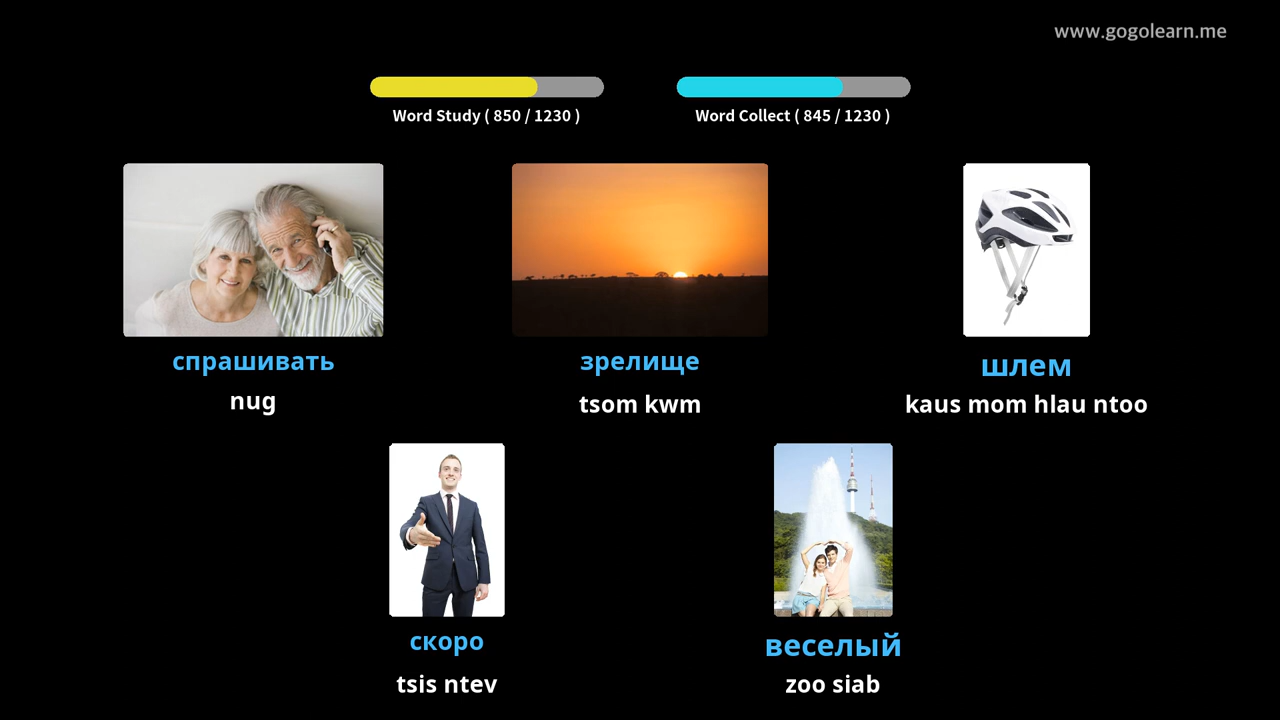 www.gogolearn.me
Word Study ( 850 / 1230 )
Word Collect ( 845 / 1230 )
спрашивать
nug
зрелище
tsom kwm
шлем
kaus mom hlau ntoo
скоро
tsis ntev
веселый
zoo siab